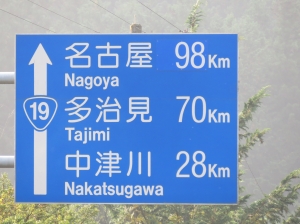 名古屋 98Km
Nagoya
19
多治見 70Km
Tajimi
中津川 28Km
Nakatsugawa